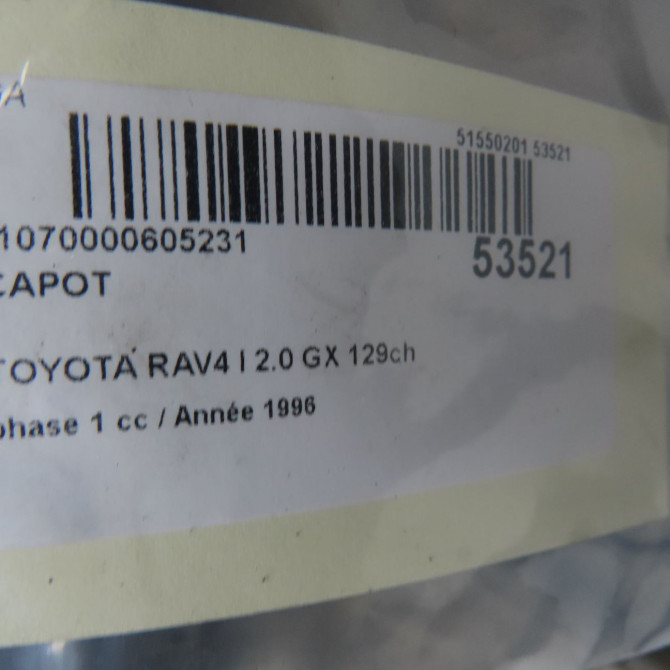 51550201 53521
1070000605231
53521
CAPOT
TOYOTA RAV4 I 2.0 GX 129ch
phase 1 cc / Année 1996